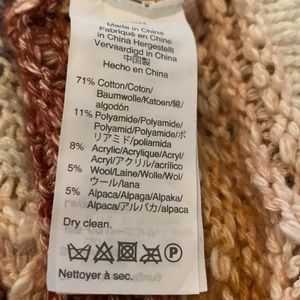 Made in China
Fabriqué en Chine
in China Hergestellt
Vervaardigd in China
中国製
Hecho en China
71% Cotton/Coton/
Baumwolle/Katoen/綿/
algodón
11% Polyamide/Polyamide/
Polyamid/Polyamide/ポ
リアミド/poliamida
8% Acrylic/Acrylique/Acryl/
Acryl/アクリル/acrílico
5% Wool/Laine/Wolle/Wol/
ウール/lana
5% Alpaca/Alpaga/Alpaka/
Alpaca/アルパカ/alpaca
Dry clean.
P
Nettoyer à sec.